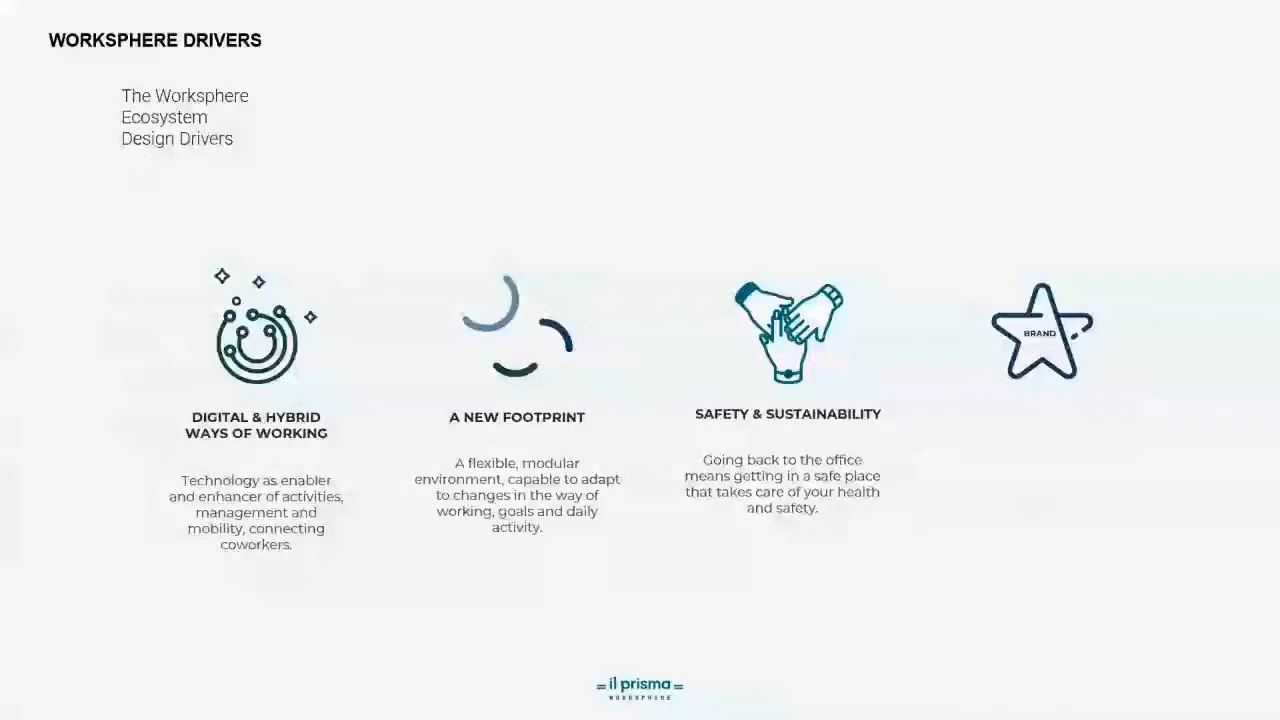 WORKSPHERE DRIVERS
The Worksphere
Ecosystem
Design Drivers
BRAND
DIGITAL & HYBRID
WAYS OF WORKING
Technology as enabler
and enhancer of activities,
management and
mobility, connecting
coworkers.
A NEW FOOTPRINT
A flexible, modular
environment, capable to adapt
to changes in the way of
working, goals and daily
activity.
SAFETY & SUSTAINABILITY
Going back to the office
means getting in a safe place
that takes care of your health
and safety.
il prisma
WORKSPHERE